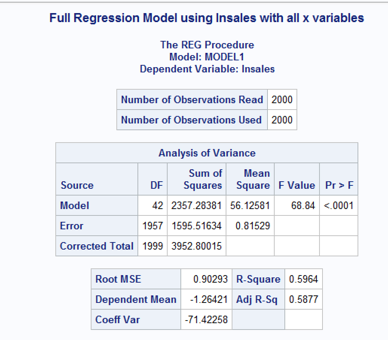 Full Regression Model using lnsales with all x variables
The REG Procedure
Model: MODEL1
Dependent Variable: lnsales
Number of Observations Read 2000
Number of Observations Used 2000
Analysis of Variance
Source DF Sum of Squares Mean Square F Value Pr > F
Model 42 2357.28381 56.12581 68.84 <.0001
Error 1957 1595.51634 0.81529
Corrected Total 1999 3952.80015
Root MSE 0.90293 R-Square 0.5964
Dependent Mean -1.26421 Adj R-Sq 0.5877
Coeff Var -71.42258